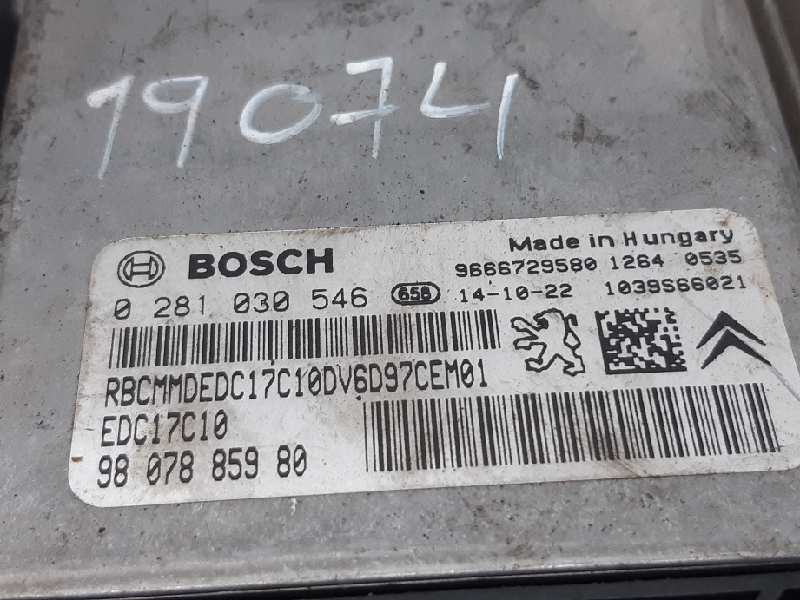 19074
BOSCH
Made in Hungary
9666729580 1264 0535
0 281 030 546 656 14-10-22 1039S66021
RBCMMDEDC17C10DV6D97CEM01
EDC17C10
98 078 859 80